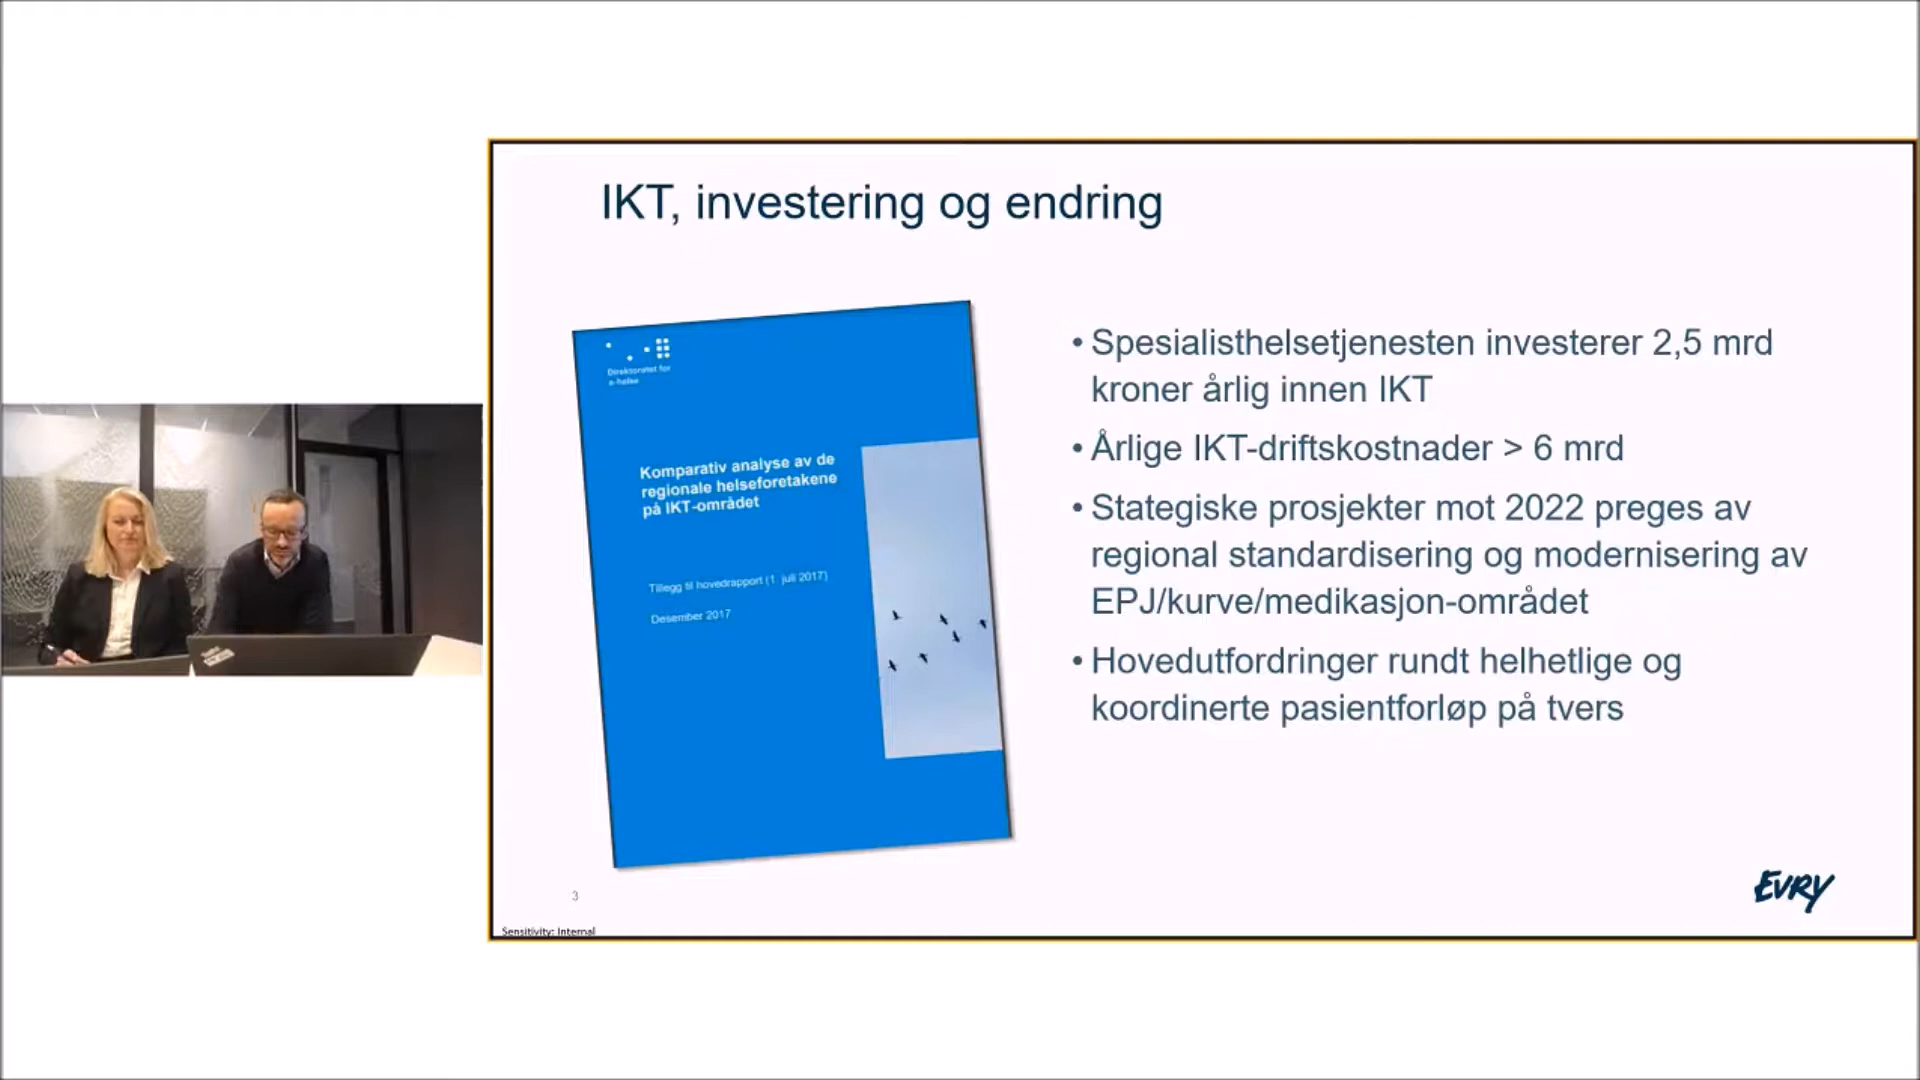 IKT, investering og endring
Direktoratet for
e-helse
Komparativ analyse av de
regionale helseforetakene
på IKT-området
Tillegg til hovedrapport (1. juli 2017)
Desember 2017
• Spesialisthelsetjenesten investerer 2,5 mrd
kroner årlig innen IKT
• Årlige IKT-driftskostnader > 6 mrd
• Stategiske prosjekter mot 2022 preges av
regional standardisering og modernisering av
EPJ/kurve/medikasjon-området
• Hovedutfordringer rundt helhetlige og
koordinerte pasientforløp på tvers
3
EVRY
Sensitivity: Internal